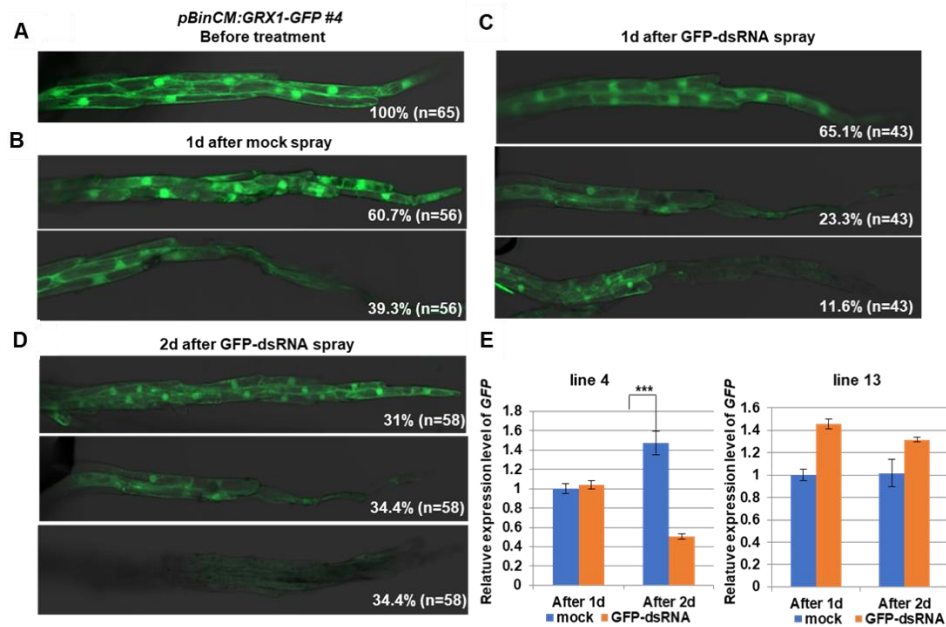 A
pBinCM:GRX1-GFP #4
Before treatment
100% (n=65)
B
1d after mock spray
60.7% (n=56)
39.3% (n=56)
C
1d after GFP-dsRNA spray
65.1% (n=43)
23.3% (n=43)
11.6% (n=43)
D
2d after GFP-dsRNA spray
31% (n=58)
34.4% (n=58)
34.4% (n=58)
E
line 4
Relative expression level of GFP
1.8
1.6
1.4
1.2
1
0.8
0.6
0.4
0.2
0
***
After 1d After 2d
mock GFP-dsRNA
line 13
Relative expression level of GFP
1.6
1.4
1.2
1
0.8
0.6
0.4
0.2
0
After 1d After 2d
mock GFP-dsRNA